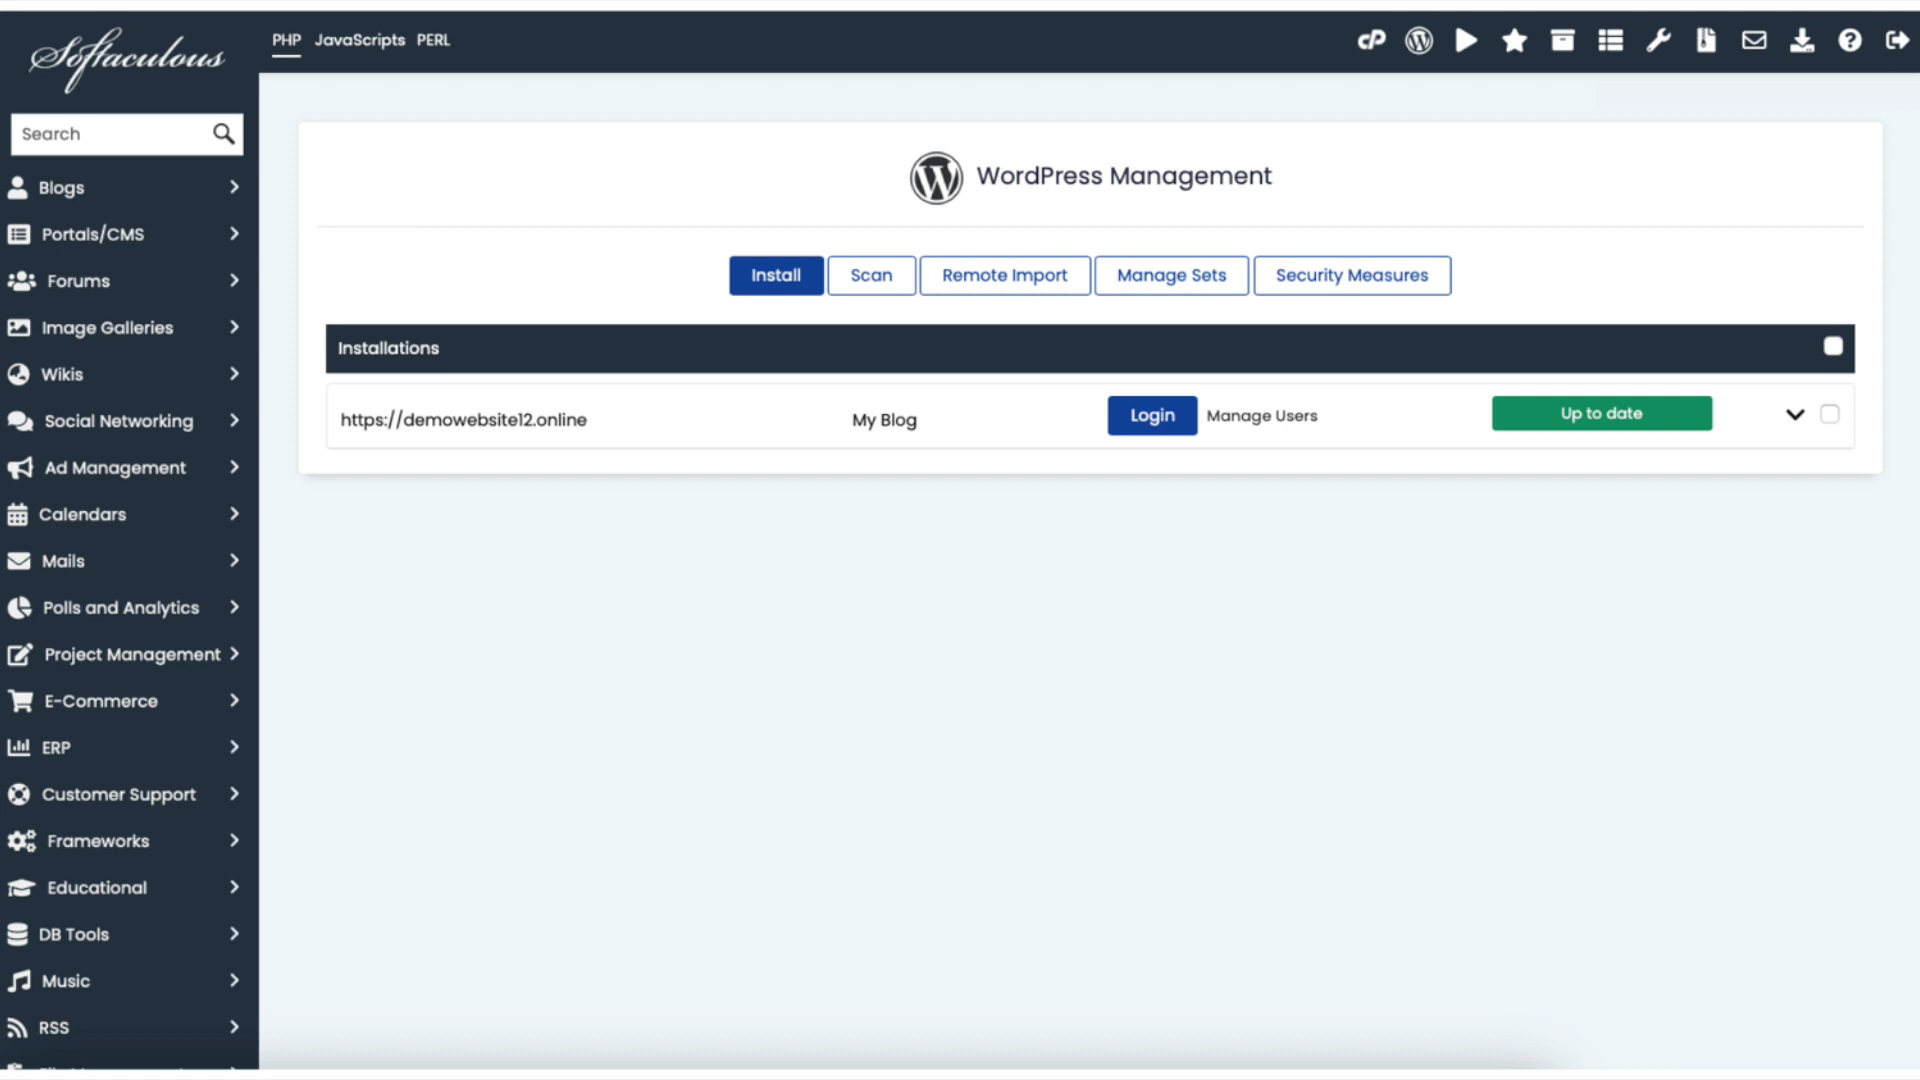 Softaculous
PHP JavaScripts PERL
Search
Blogs
Portals/CMS
Forums
Image Galleries
Wikis
Social Networking
Ad Management
Calendars
Mails
Polls and Analytics
Project Management
E-Commerce
ERP
Customer Support
Frameworks
Educational
DB Tools
Music
RSS
WordPress Management
Install Scan Remote Import Manage Sets Security Measures
Installations
https://demowebsite12.online My Blog Login Manage Users Up to date